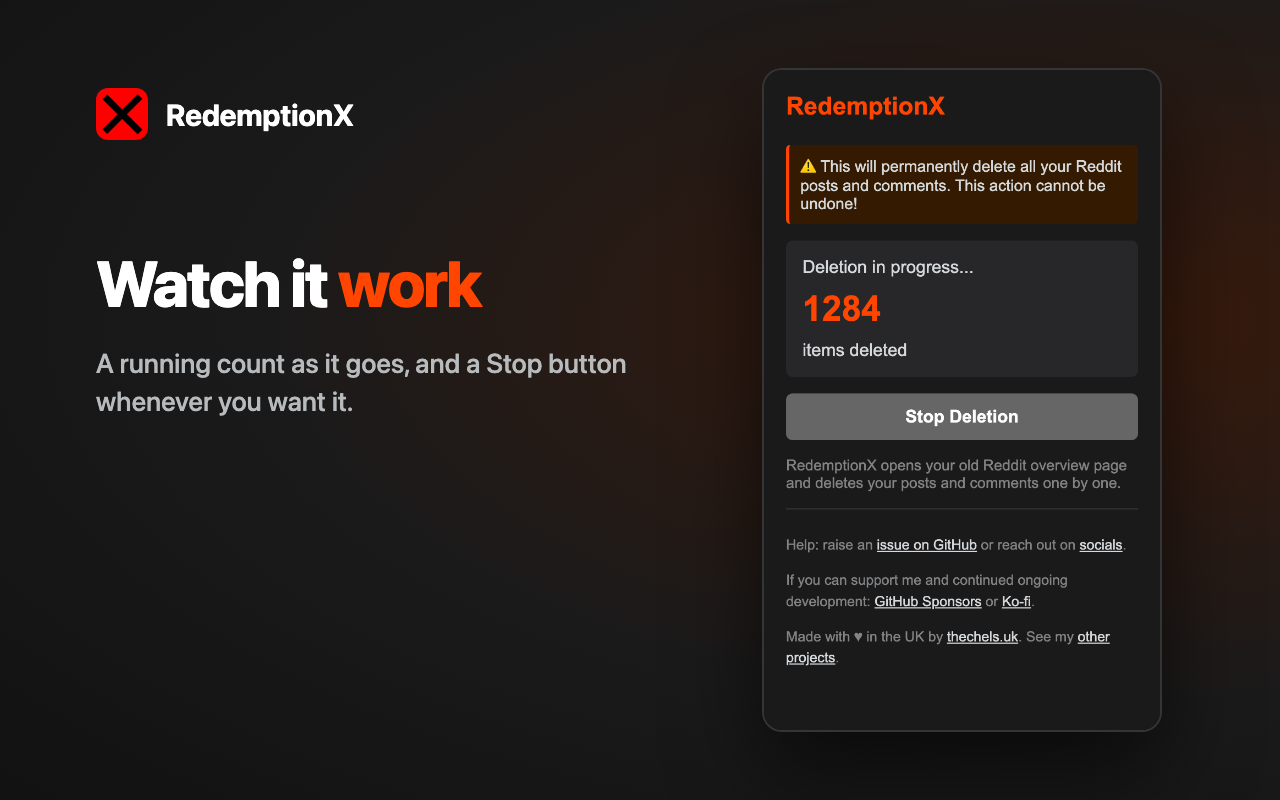 RedemptionX
Watch it work
A running count as it goes, and a Stop button
whenever you want it.
RedemptionX
⚠️ This will permanently delete all your Reddit
posts and comments. This action cannot be
undone!
Deletion in progress...
1284
items deleted
Stop Deletion
RedemptionX opens your old Reddit overview page
and deletes your posts and comments one by one.
Help: raise an issue on GitHub or reach out on socials.
If you can support me and continued ongoing
development: GitHub Sponsors or Ko-fi.
Made with ♥ in the UK by thechels.uk. See my other
projects.